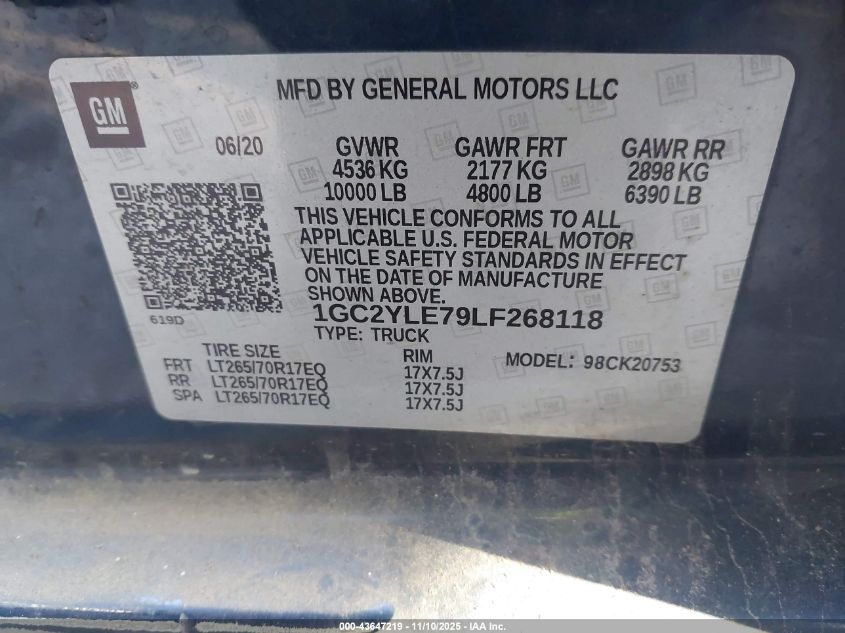 GM
MFD BY GENERAL MOTORS LLC
06/20 GVWR GAWR FRT GAWR RR
4536 KG 2177 KG 2898 KG
10000 LB 4800 LB 6390 LB
THIS VEHICLE CONFORMS TO ALL
APPLICABLE U.S. FEDERAL MOTOR
VEHICLE SAFETY STANDARDS IN EFFECT
ON THE DATE OF MANUFACTURE
SHOWN ABOVE.
619D
1GC2YLE79LF268118
TYPE: TRUCK
TIRE SIZE RIM MODEL: 98CK20753
FRT LT265/70R17EQ 17X7.5J
RR LT265/70R17EQ 17X7.5J
SPA LT265/70R17EQ 17X7.5J
000-43647219 - 11/10/2025 - IAA Inc.